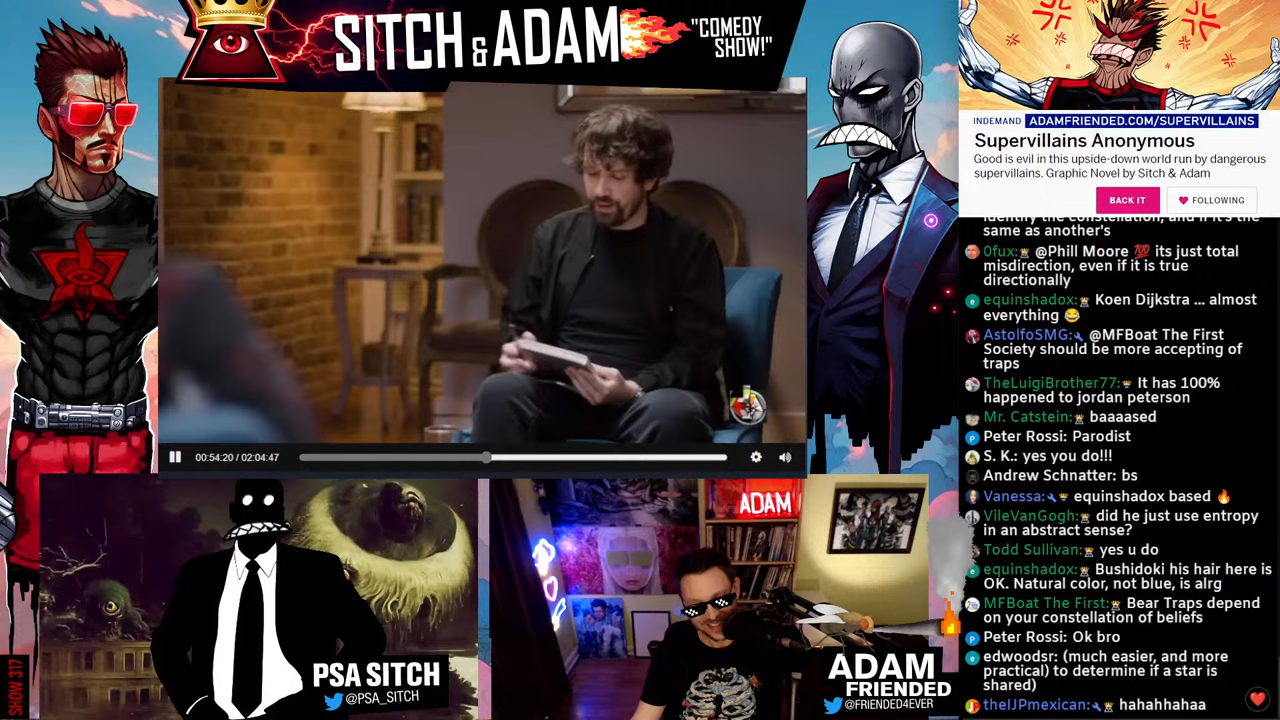 SITCH & ADAM
"COMEDY
SHOW!"
INDEMAND ADAMFRIENDED.COM/SUPERVILLAINS
Supervillains Anonymous
Good is evil in this upside-down world run by dangerous
supervillains. Graphic Novel by Sitch & Adam
BACK IT
FOLLOWING
identify the constellation, and if it's the
same as another's
0fux: @Phill Moore 💯 its just total
misdirection, even if it is true
directionally
equinshadox: Koen Dijkstra ... almost
everything 😂
AstolfoSMG: @MFBoat The First
Society should be more accepting of
traps
TheLuigiBrother77: It has 100%
happened to jordan peterson
Mr. Catstein: baaaased
Peter Rossi: Parodist
S. K.: yes you do!!!
Andrew Schnatter: bs
Vanessa: equinshadox based 🔥
VileVanGogh: did he just use entropy
in an abstract sense?
Todd Sullivan: yes u do
equinshadox: Bushidoki his hair here is
OK. Natural color, not blue, is alrg
MFBoat The First: Bear Traps depend
on your constellation of beliefs
Peter Rossi: Ok bro
edwoodsr: (much easier, and more
practical) to determine if a star is
shared)
theIJPmexican: hahahhahaa
00:54:20 / 02:04:47
ADAM
PSA SITCH
@PSA_SITCH
ADAM
FRIENDED
@FRIENDED4EVER
SHOW 317